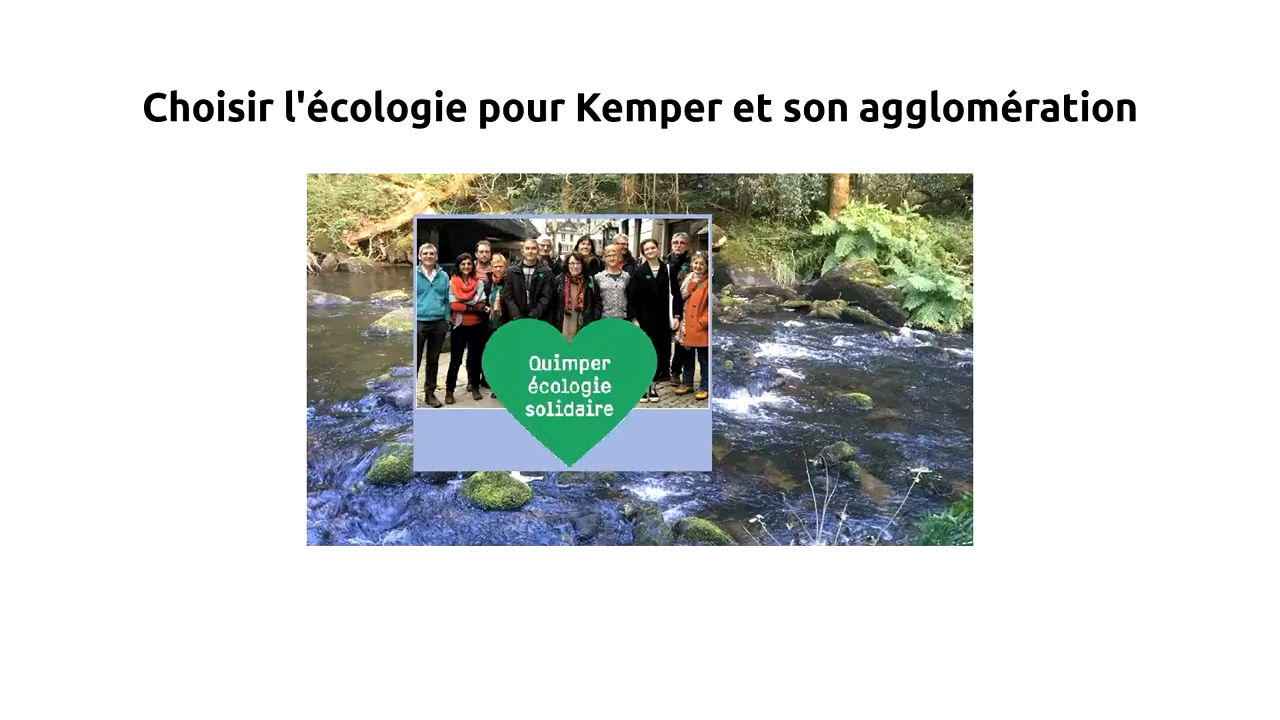 Choisir l'écologie pour Kemper et son agglomération
Quimper
écologie
solidaire